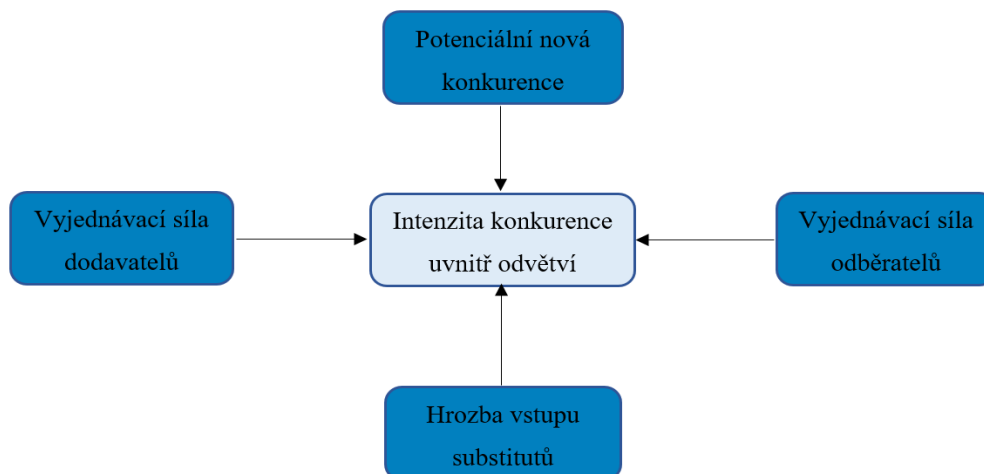 Potenciální nová
konkurence
Vyjednávací síla
dodavatelů
Intenzita konkurence
uvnitř odvětví
Vyjednávací síla
odběratelů
Hrozba vstupu
substitutů